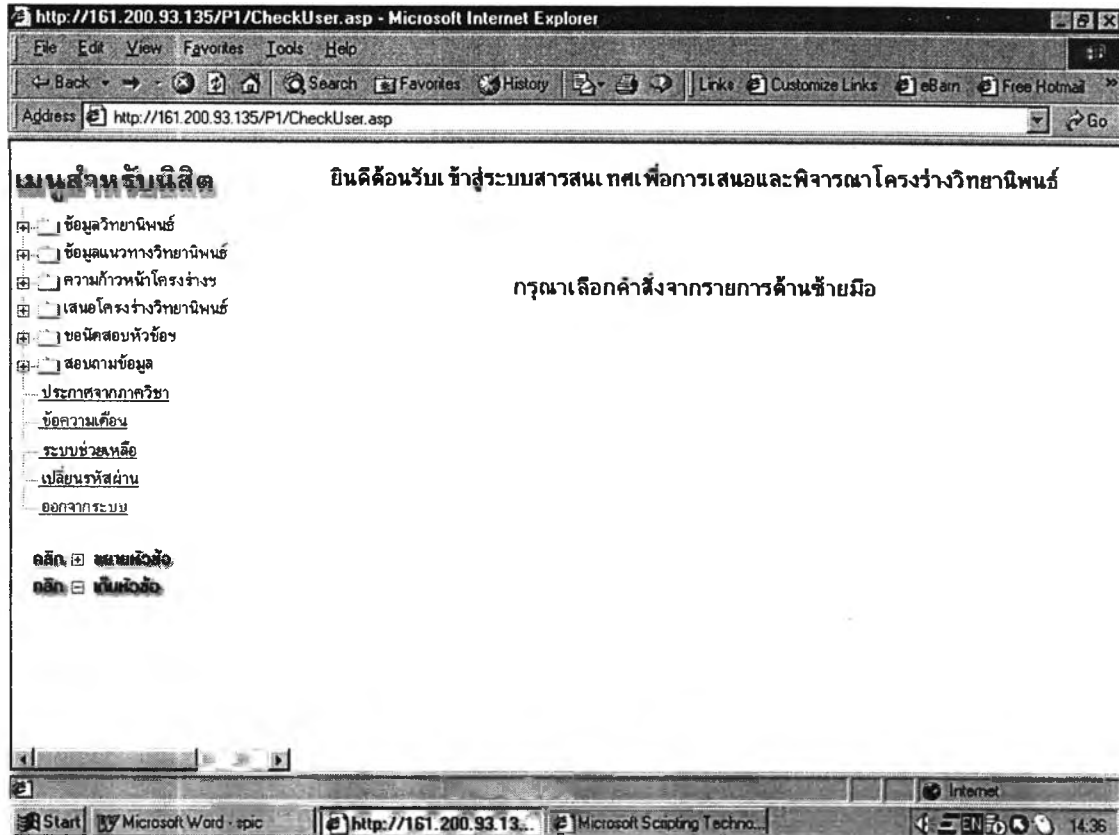 http://161.200.93.135/P1/CheckUser.asp - Microsoft Internet Explorer
File Edit View Favorites Tools Help
Back Search Favorites History Links Customize Links eBarn Free Hotmail
Address http://161.200.93.135/P1/CheckUser.asp Go
เมนูสำหรับนิสิต
ข้อมูลวิทยานิพนธ์
ข้อมูลแนวทางวิทยานิพนธ์
ความก้าวหน้าโครงร่างฯ
เสนอโครงร่างวิทยานิพนธ์
ขอนัดสอบหัวข้อฯ
สอบถามข้อมูล
ประกาศจากภาควิชา
ข้อความเตือน
ระบบช่วยเหลือ
เปลี่ยนรหัสผ่าน
ออกจากระบบ
คลิก ขยายหัวข้อ
คลิก เก็บหัวข้อ
ยินดีต้อนรับเข้าสู่ระบบสารสนเทศเพื่อการเสนอและพิจารณาโครงร่างวิทยานิพนธ์
กรุณาเลือกคำสั่งจากรายการด้านซ้ายมือ
Internet
Start Microsoft Word - spic http://161.200.93.13... Microsoft Scripting Techno... EN 14:36